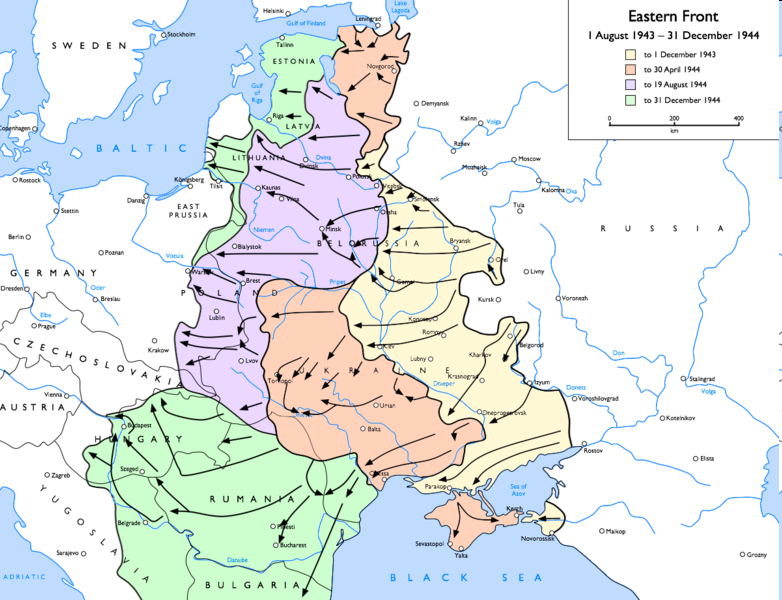 Eastern Front
1 August 1943 – 31 December 1944
to 1 December 1943
to 30 April 1944
to 19 August 1944
to 31 December 1944
0 200 400
km
Helsinki
Lake
Lagoda
Leningrad
Gulf of Finland
SWEDEN
Stockholm
Tallinn
ESTONIA
Novgorod
Gulf
of
Riga
Demyansk
Riga
LATVIA
Kalinn
Volga
Copenhagen
BALTIC
Rzhev
LITHUANIA
Dvina
Dvinsk
Moscow
Mozhaisk
Polotsk
Rostock
Königsberg
Tilsit
Kaunas
Vitebsk
Kolomna
Oka
Danzig
Vilna
Smolensk
Stettin
EAST
PRUSSIA
Orsha
Tula
Niemen
Minsk
RUSSIA
Berlin
Bialystok
BELORUSSIA
Bryansk
Poznan
Vistula
Orel
GERMANY
Warsaw
Livny
Brest
Pripet
Gomel
Dresden
Oder
Breslau
POLAND
Kursk
Voronezh
Elbe
Lublin
Konotop
Prague
Romny
Krakow
Kiev
Belgorod
CZECHOSLOVAKIA
Lvov
Lubny
Kharkov
Don
UKRAINE
Tarnopol
Krasnograd
Stalingrad
Dnieper
Izyum
Donets
Vienna
Volga
Voroshilovgrad
AUSTRIA
Uman
Dnepropetrovsk
Kotelnikov
Budapest
Balta
HUNGARY
Rostov
Elista
Szeged
Zagreb
Odessa
Sea of
Azov
RUMANIA
YUGOSLAVIA
Kerch
Belgrade
Ploesti
Maikop
Novorossisk
Bucharest
Sevastopol
Sarajevo
Yalta
Grozny
Danube
ADRIATIC
BULGARIA
BLACK SEA